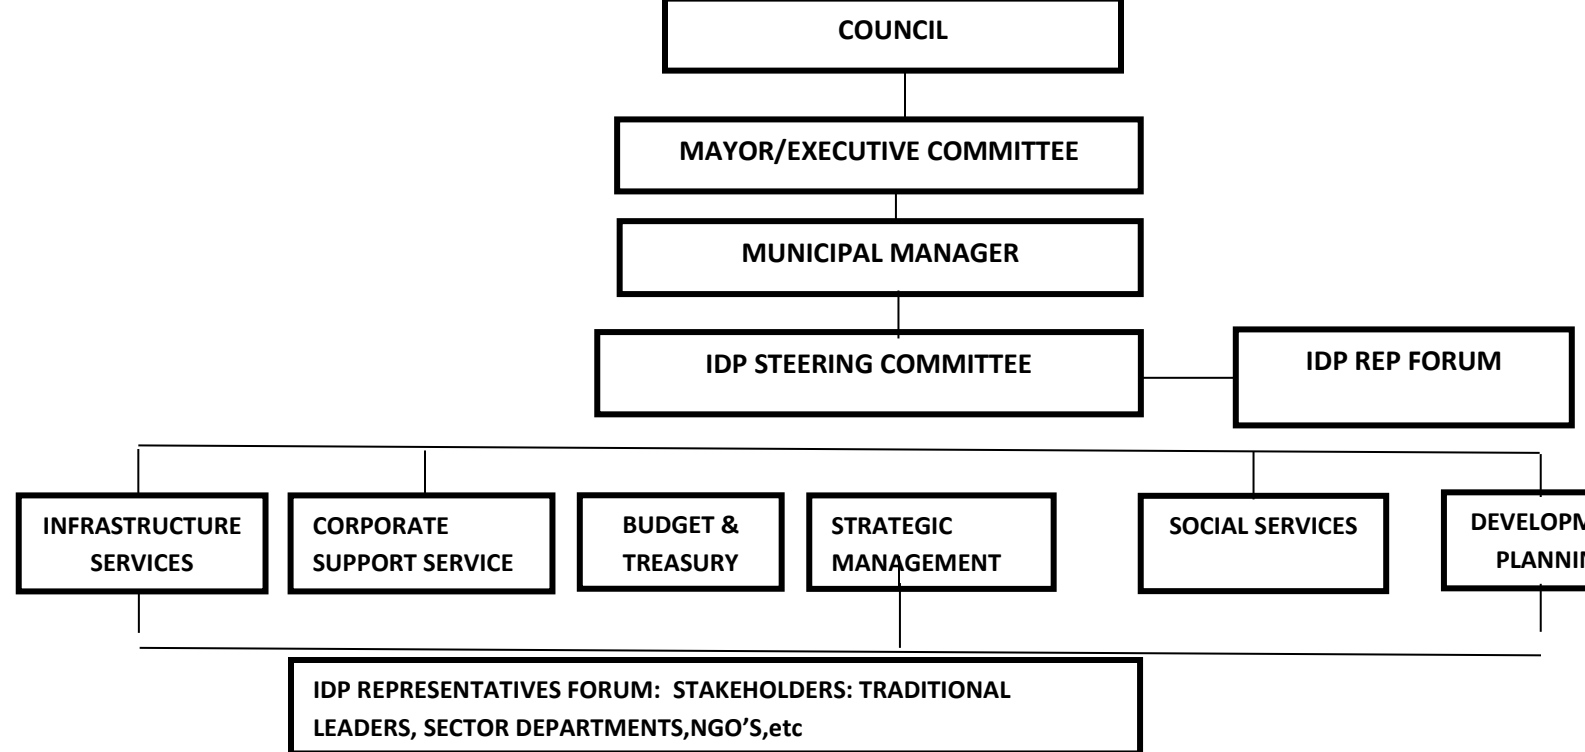 COUNCIL
MAYOR/EXECUTIVE COMMITTEE
MUNICIPAL MANAGER
IDP STEERING COMMITTEE
IDP REP FORUM
INFRASTRUCTURE
SERVICES
CORPORATE
SUPPORT SERVICE
BUDGET &
TREASURY
STRATEGIC
MANAGEMENT
SOCIAL SERVICES
IDP REPRESENTATIVES FORUM: STAKEHOLDERS: TRADITIONAL
LEADERS, SECTOR DEPARTMENTS,NGO’S,etc